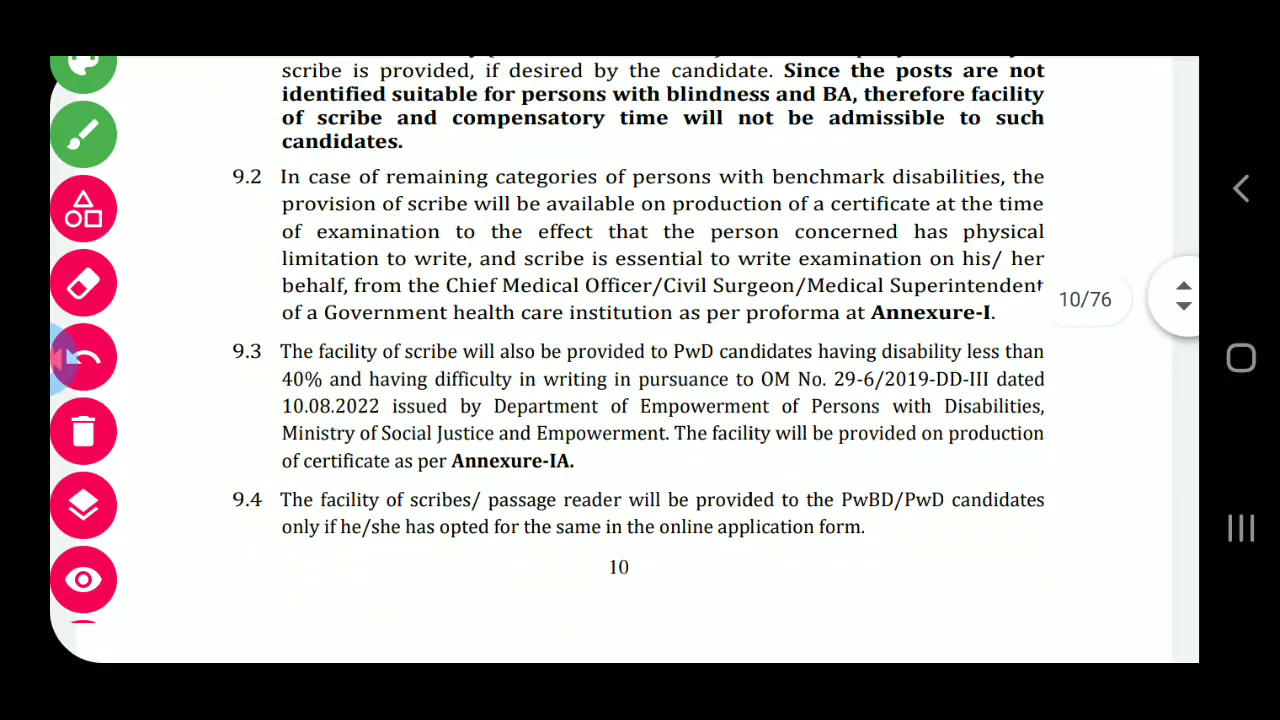 scribe is provided, if desired by the candidate. Since the posts are not
identified suitable for persons with blindness and BA, therefore facility
of scribe and compensatory time will not be admissible to such
candidates.
9.2 In case of remaining categories of persons with benchmark disabilities, the
provision of scribe will be available on production of a certificate at the time
of examination to the effect that the person concerned has physical
limitation to write, and scribe is essential to write examination on his/ her
behalf, from the Chief Medical Officer/Civil Surgeon/Medical Superintendent
of a Government health care institution as per proforma at Annexure-I.
10/76
9.3 The facility of scribe will also be provided to PwD candidates having disability less than
40% and having difficulty in writing in pursuance to OM No. 29-6/2019-DD-III dated
10.08.2022 issued by Department of Empowerment of Persons with Disabilities,
Ministry of Social Justice and Empowerment. The facility will be provided on production
of certificate as per Annexure-IA.
9.4 The facility of scribes/ passage reader will be provided to the PwBD/PwD candidates
only if he/she has opted for the same in the online application form.
10